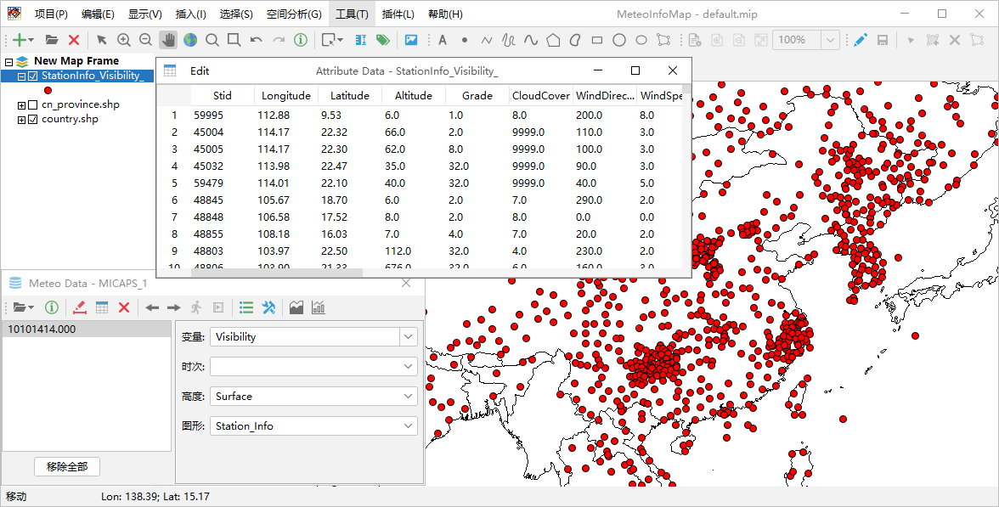 项目(P) 编辑(E) 显示(V) 插入(I) 选择(S) 空间分析(G) 工具(T) 插件(L) 帮助(H) MeteoInfoMap - default.mip
A 100%
New Map Frame
StationInfo_Visibility_
cn_province.shp
country.shp
Edit Attribute Data - StationInfo_Visibility_
Stid Longitude Latitude Altitude Grade CloudCover WindDirec... WindSpe
1 59995 112.88 9.53 6.0 1.0 8.0 200.0 8.0
2 45004 114.17 22.32 66.0 2.0 9999.0 110.0 3.0
3 45005 114.17 22.30 62.0 8.0 9999.0 100.0 3.0
4 45032 113.98 22.47 35.0 32.0 9999.0 90.0 3.0
5 59479 114.01 22.10 40.0 32.0 9999.0 40.0 5.0
6 48845 105.67 18.70 6.0 2.0 7.0 290.0 2.0
7 48848 106.58 17.52 8.0 2.0 8.0 0.0 0.0
8 48855 108.18 16.03 7.0 4.0 7.0 20.0 2.0
9 48803 103.97 22.50 112.0 32.0 4.0 230.0 2.0
10 48806 103.90 21.33 676.0 32.0 6.0 160.0 3.0
Meteo Data - MICAPS_1
10101414.000
变量: Visibility
时次:
高度: Surface
图形: Station_Info
移除全部
移动 Lon: 138.39; Lat: 15.17